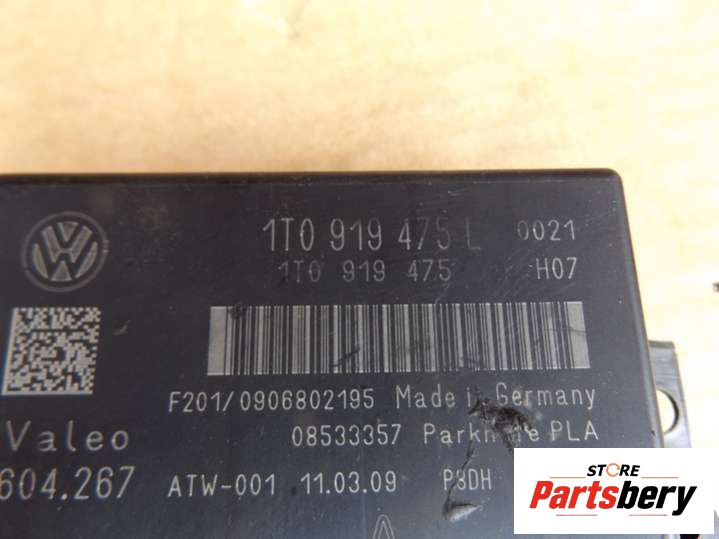 1T0 919 475 L 0021
1T0 919 475 H07
F201/0906802195 Made in Germany
Valeo 08533357 Parkhilfe PLA
604.267 ATW-001 11.03.09 P8DH
STORE
Partsbery